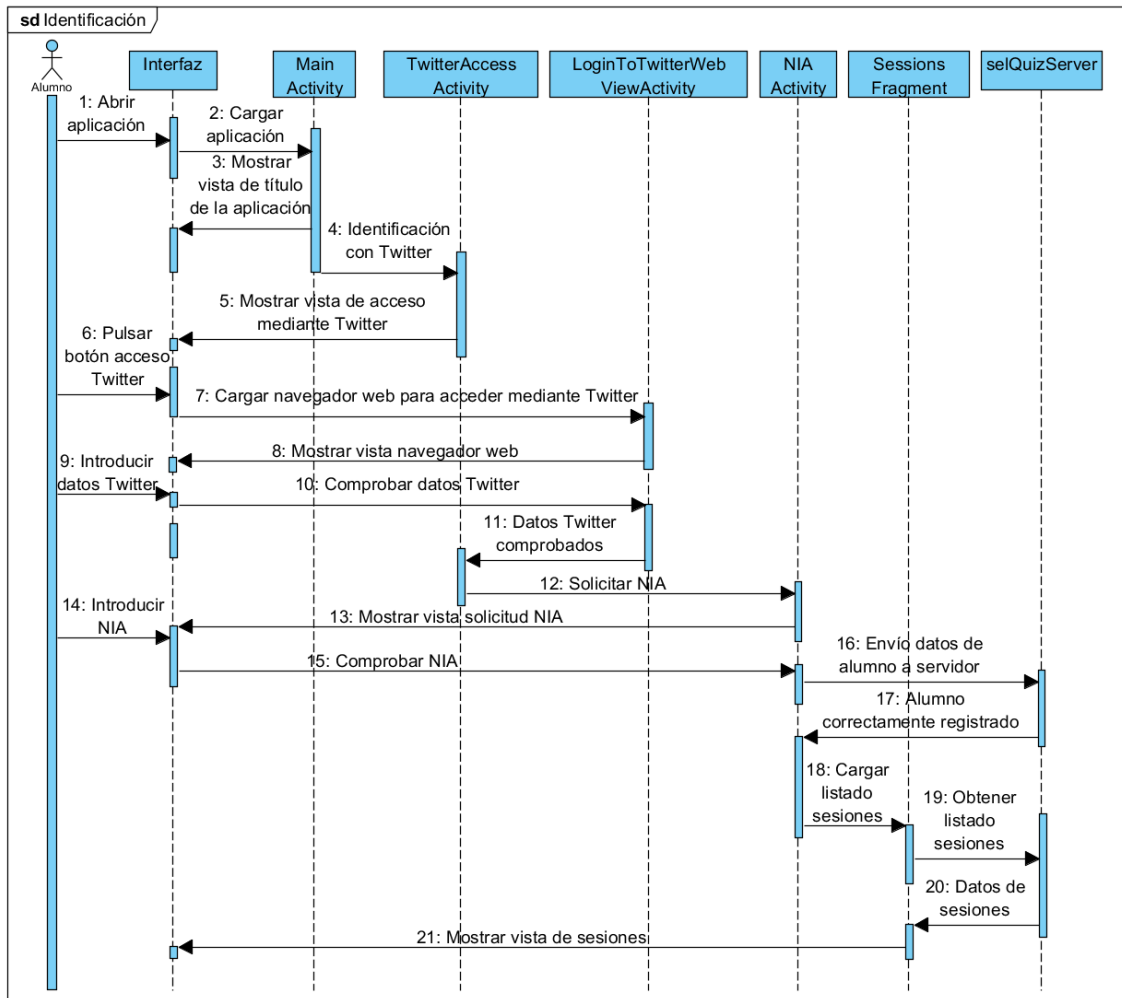 sd Identificación
Alumno
Interfaz
Main
Activity
TwitterAccess
Activity
LoginToTwitterWeb
ViewActivity
NIA
Activity
Sessions
Fragment
selQuizServer
1: Abrir
aplicación
2: Cargar
aplicación
3: Mostrar
vista de título
de la aplicación
4: Identificación
con Twitter
5: Mostrar vista de acceso
mediante Twitter
6: Pulsar
botón acceso
Twitter
7: Cargar navegador web para acceder mediante Twitter
8: Mostrar vista navegador web
9: Introducir
datos Twitter
10: Comprobar datos Twitter
11: Datos Twitter
comprobados
12: Solicitar NIA
13: Mostrar vista solicitud NIA
14: Introducir
NIA
15: Comprobar NIA
16: Envío datos de
alumno a servidor
17: Alumno
correctamente registrado
18: Cargar
listado
sesiones
19: Obtener
listado
sesiones
20: Datos de
sesiones
21: Mostrar vista de sesiones